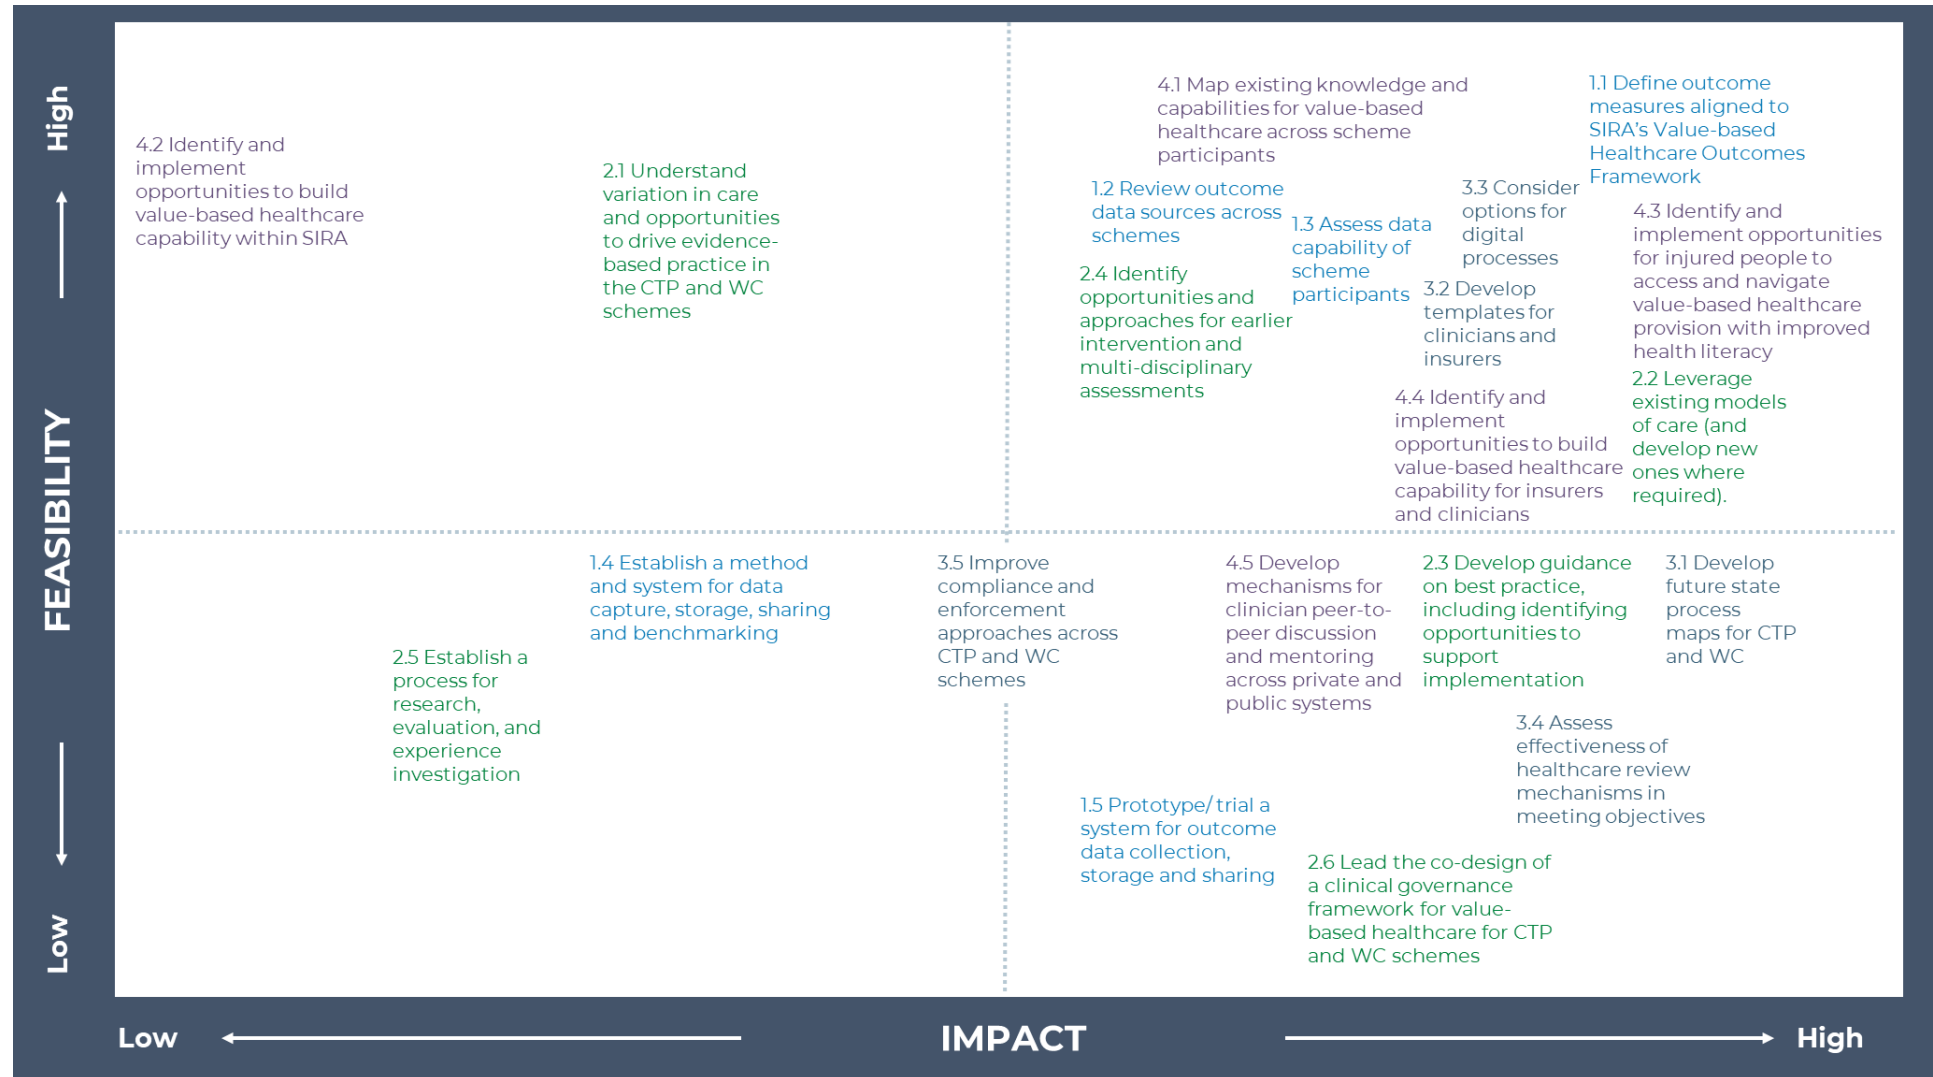 High
FEASIBILITY
Low
4.2 Identify and
implement
opportunities to build
value-based healthcare
capability within SIRA
2.1 Understand
variation in care
and opportunities
to drive evidence-
based practice in
the CTP and WC
schemes
4.1 Map existing knowledge and
capabilities for value-based
healthcare across scheme
participants
1.1 Define outcome
measures aligned to
SIRA's Value-based
Healthcare Outcomes
Framework
1.2 Review outcome
data sources across
schemes
1.3 Assess data
capability of
scheme
participants
3.3 Consider
options for
digital
processes
4.3 Identify and
implement opportunities
for injured people to
access and navigate
value-based healthcare
provision with improved
health literacy
2.4 Identify
opportunities and
approaches for earlier
intervention and
multi-disciplinary
assessments
3.2 Develop
templates for
clinicians and
insurers
2.2 Leverage
existing models
of care (and
develop new
ones where
required).
4.4 Identify and
implement
opportunities to build
value-based healthcare
capability for insurers
and clinicians
1.4 Establish a method
and system for data
capture, storage, sharing
and benchmarking
3.5 Improve
compliance and
enforcement
approaches across
CTP and WC
schemes
4.5 Develop
mechanisms for
clinician peer-to-
peer discussion
and mentoring
across private and
public systems
2.3 Develop guidance
on best practice,
including identifying
opportunities to
support
implementation
3.1 Develop
future state
process
maps for CTP
and WC
2.5 Establish a
process for
research,
evaluation, and
experience
investigation
3.4 Assess
effectiveness of
healthcare review
mechanisms in
meeting objectives
1.5 Prototype/ trial a
system for outcome
data collection,
storage and sharing
2.6 Lead the co-design of
a clinical governance
framework for value-
based healthcare for CTP
and WC schemes
Low
IMPACT
High